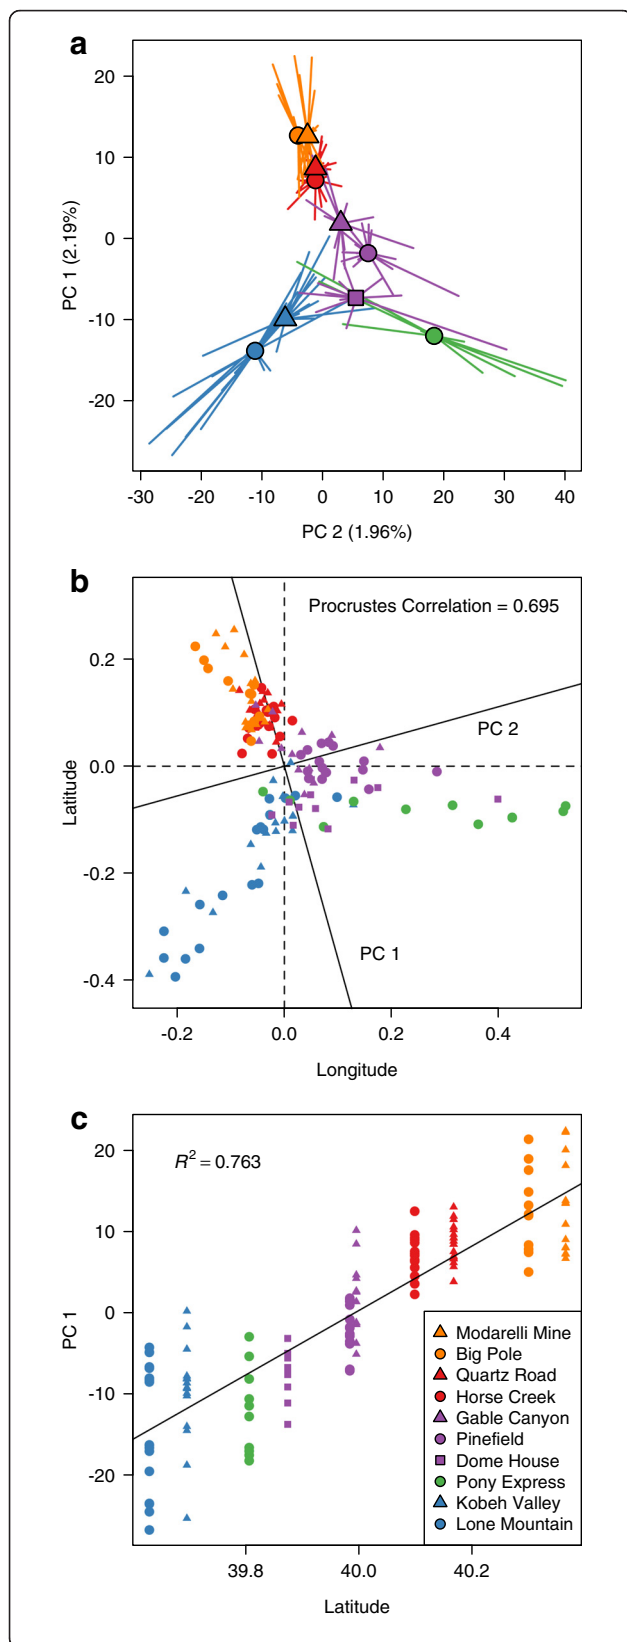 a
20
10
0
-10
-20
PC 1 (2.19%)
-30 -20 -10 0 10 20 30 40
PC 2 (1.96%)
b
Procrustes Correlation = 0.695
0.2
0.0
-0.2
-0.4
Latitude
PC 2
PC 1
-0.2 0.0 0.2 0.4
Longitude
c
R² = 0.763
20
10
0
-10
-20
PC 1
Modarelli Mine
Big Pole
Quartz Road
Horse Creek
Gable Canyon
Pinefield
Dome House
Pony Express
Kobeh Valley
Lone Mountain
39.8 40.0 40.2
Latitude